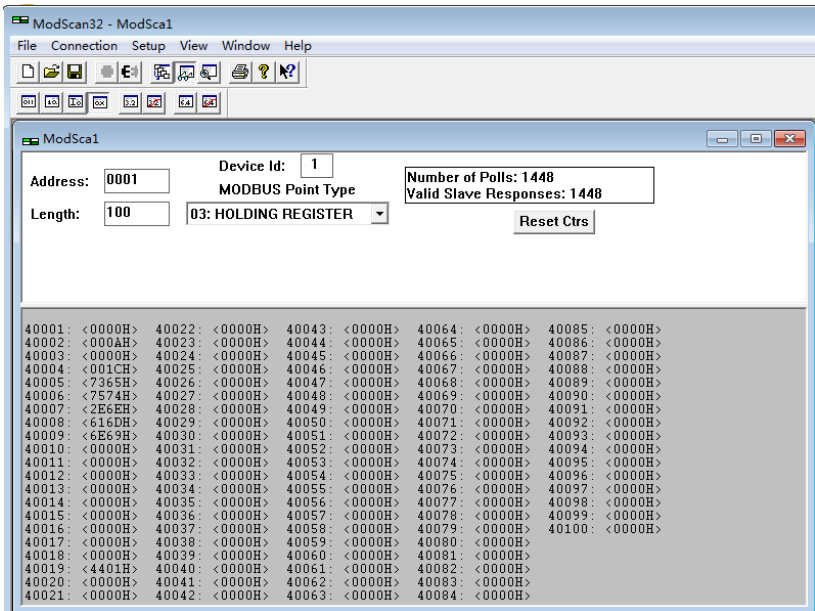 ModScan32 - ModSca1
File Connection Setup View Window Help
ModSca1
Address: 0001
Device Id: 1
MODBUS Point Type
Length: 100
03: HOLDING REGISTER
Number of Polls: 1448
Valid Slave Responses: 1448
Reset Ctrs
40001: <0000H> 40022: <0000H> 40043: <0000H> 40064: <0000H> 40085: <0000H>
40002: <000AH> 40023: <0000H> 40044: <0000H> 40065: <0000H> 40086: <0000H>
40003: <0000H> 40024: <0000H> 40045: <0000H> 40066: <0000H> 40087: <0000H>
40004: <001CH> 40025: <0000H> 40046: <0000H> 40067: <0000H> 40088: <0000H>
40005: <7365H> 40026: <0000H> 40047: <0000H> 40068: <0000H> 40089: <0000H>
40006: <7574H> 40027: <0000H> 40048: <0000H> 40069: <0000H> 40090: <0000H>
40007: <2E6EH> 40028: <0000H> 40049: <0000H> 40070: <0000H> 40091: <0000H>
40008: <616DH> 40029: <0000H> 40050: <0000H> 40071: <0000H> 40092: <0000H>
40009: <6E69H> 40030: <0000H> 40051: <0000H> 40072: <0000H> 40093: <0000H>
40010: <0000H> 40031: <0000H> 40052: <0000H> 40073: <0000H> 40094: <0000H>
40011: <0000H> 40032: <0000H> 40053: <0000H> 40074: <0000H> 40095: <0000H>
40012: <0000H> 40033: <0000H> 40054: <0000H> 40075: <0000H> 40096: <0000H>
40013: <0000H> 40034: <0000H> 40055: <0000H> 40076: <0000H> 40097: <0000H>
40014: <0000H> 40035: <0000H> 40056: <0000H> 40077: <0000H> 40098: <0000H>
40015: <0000H> 40036: <0000H> 40057: <0000H> 40078: <0000H> 40099: <0000H>
40016: <0000H> 40037: <0000H> 40058: <0000H> 40079: <0000H> 40100: <0000H>
40017: <0000H> 40038: <0000H> 40059: <0000H> 40080: <0000H>
40018: <0000H> 40039: <0000H> 40060: <0000H> 40081: <0000H>
40019: <4401H> 40040: <0000H> 40061: <0000H> 40082: <0000H>
40020: <0000H> 40041: <0000H> 40062: <0000H> 40083: <0000H>
40021: <0000H> 40042: <0000H> 40063: <0000H> 40084: <0000H>